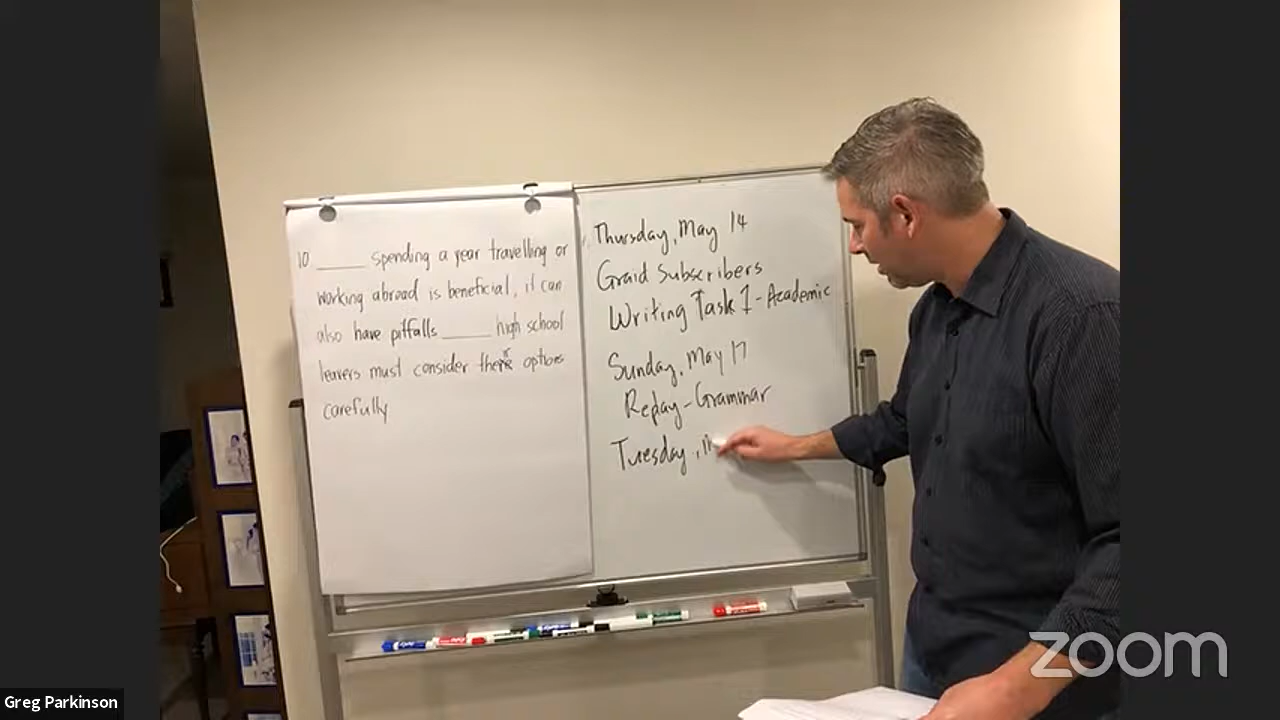 10 _____ spending a year travelling or
working abroad is beneficial, it can
also have pitfalls _____ high school
leavers must consider their options
carefully
Thursday, May 14
Graid Subscribers
Writing Task 1 - Academic
Sunday, May 17
Replay - Grammar
Tuesday,
zoom
Greg Parkinson